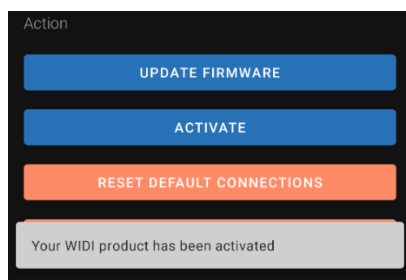 Action
UPDATE FIRMWARE
ACTIVATE
RESET DEFAULT CONNECTIONS
Your WIDI product has been activated